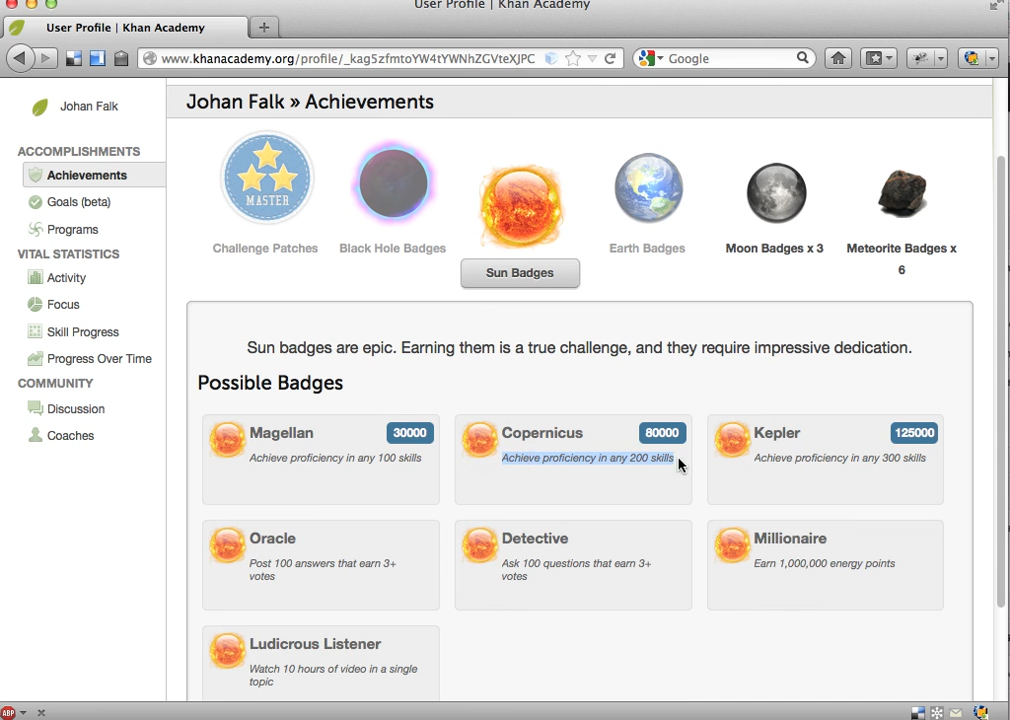 User Profile | Khan Academy
User Profile | Khan Academy
www.khanacademy.org/profile/_kag5zfmtoYW4tYWNhZGVteXJPC
Google
Johan Falk
ACCOMPLISHMENTS
Achievements
Goals (beta)
Programs
VITAL STATISTICS
Activity
Focus
Skill Progress
Progress Over Time
COMMUNITY
Discussion
Coaches
Johan Falk » Achievements
MASTER
Challenge Patches
Black Hole Badges
Sun Badges
Earth Badges
Moon Badges x 3
Meteorite Badges x
6
Sun badges are epic. Earning them is a true challenge, and they require impressive dedication.
Possible Badges
Magellan
30000
Achieve proficiency in any 100 skills
Copernicus
80000
Achieve proficiency in any 200 skills
Kepler
125000
Achieve proficiency in any 300 skills
Oracle
Post 100 answers that earn 3+
votes
Detective
Ask 100 questions that earn 3+
votes
Millionaire
Earn 1,000,000 energy points
Ludicrous Listener
Watch 10 hours of video in a single
topic
ABP